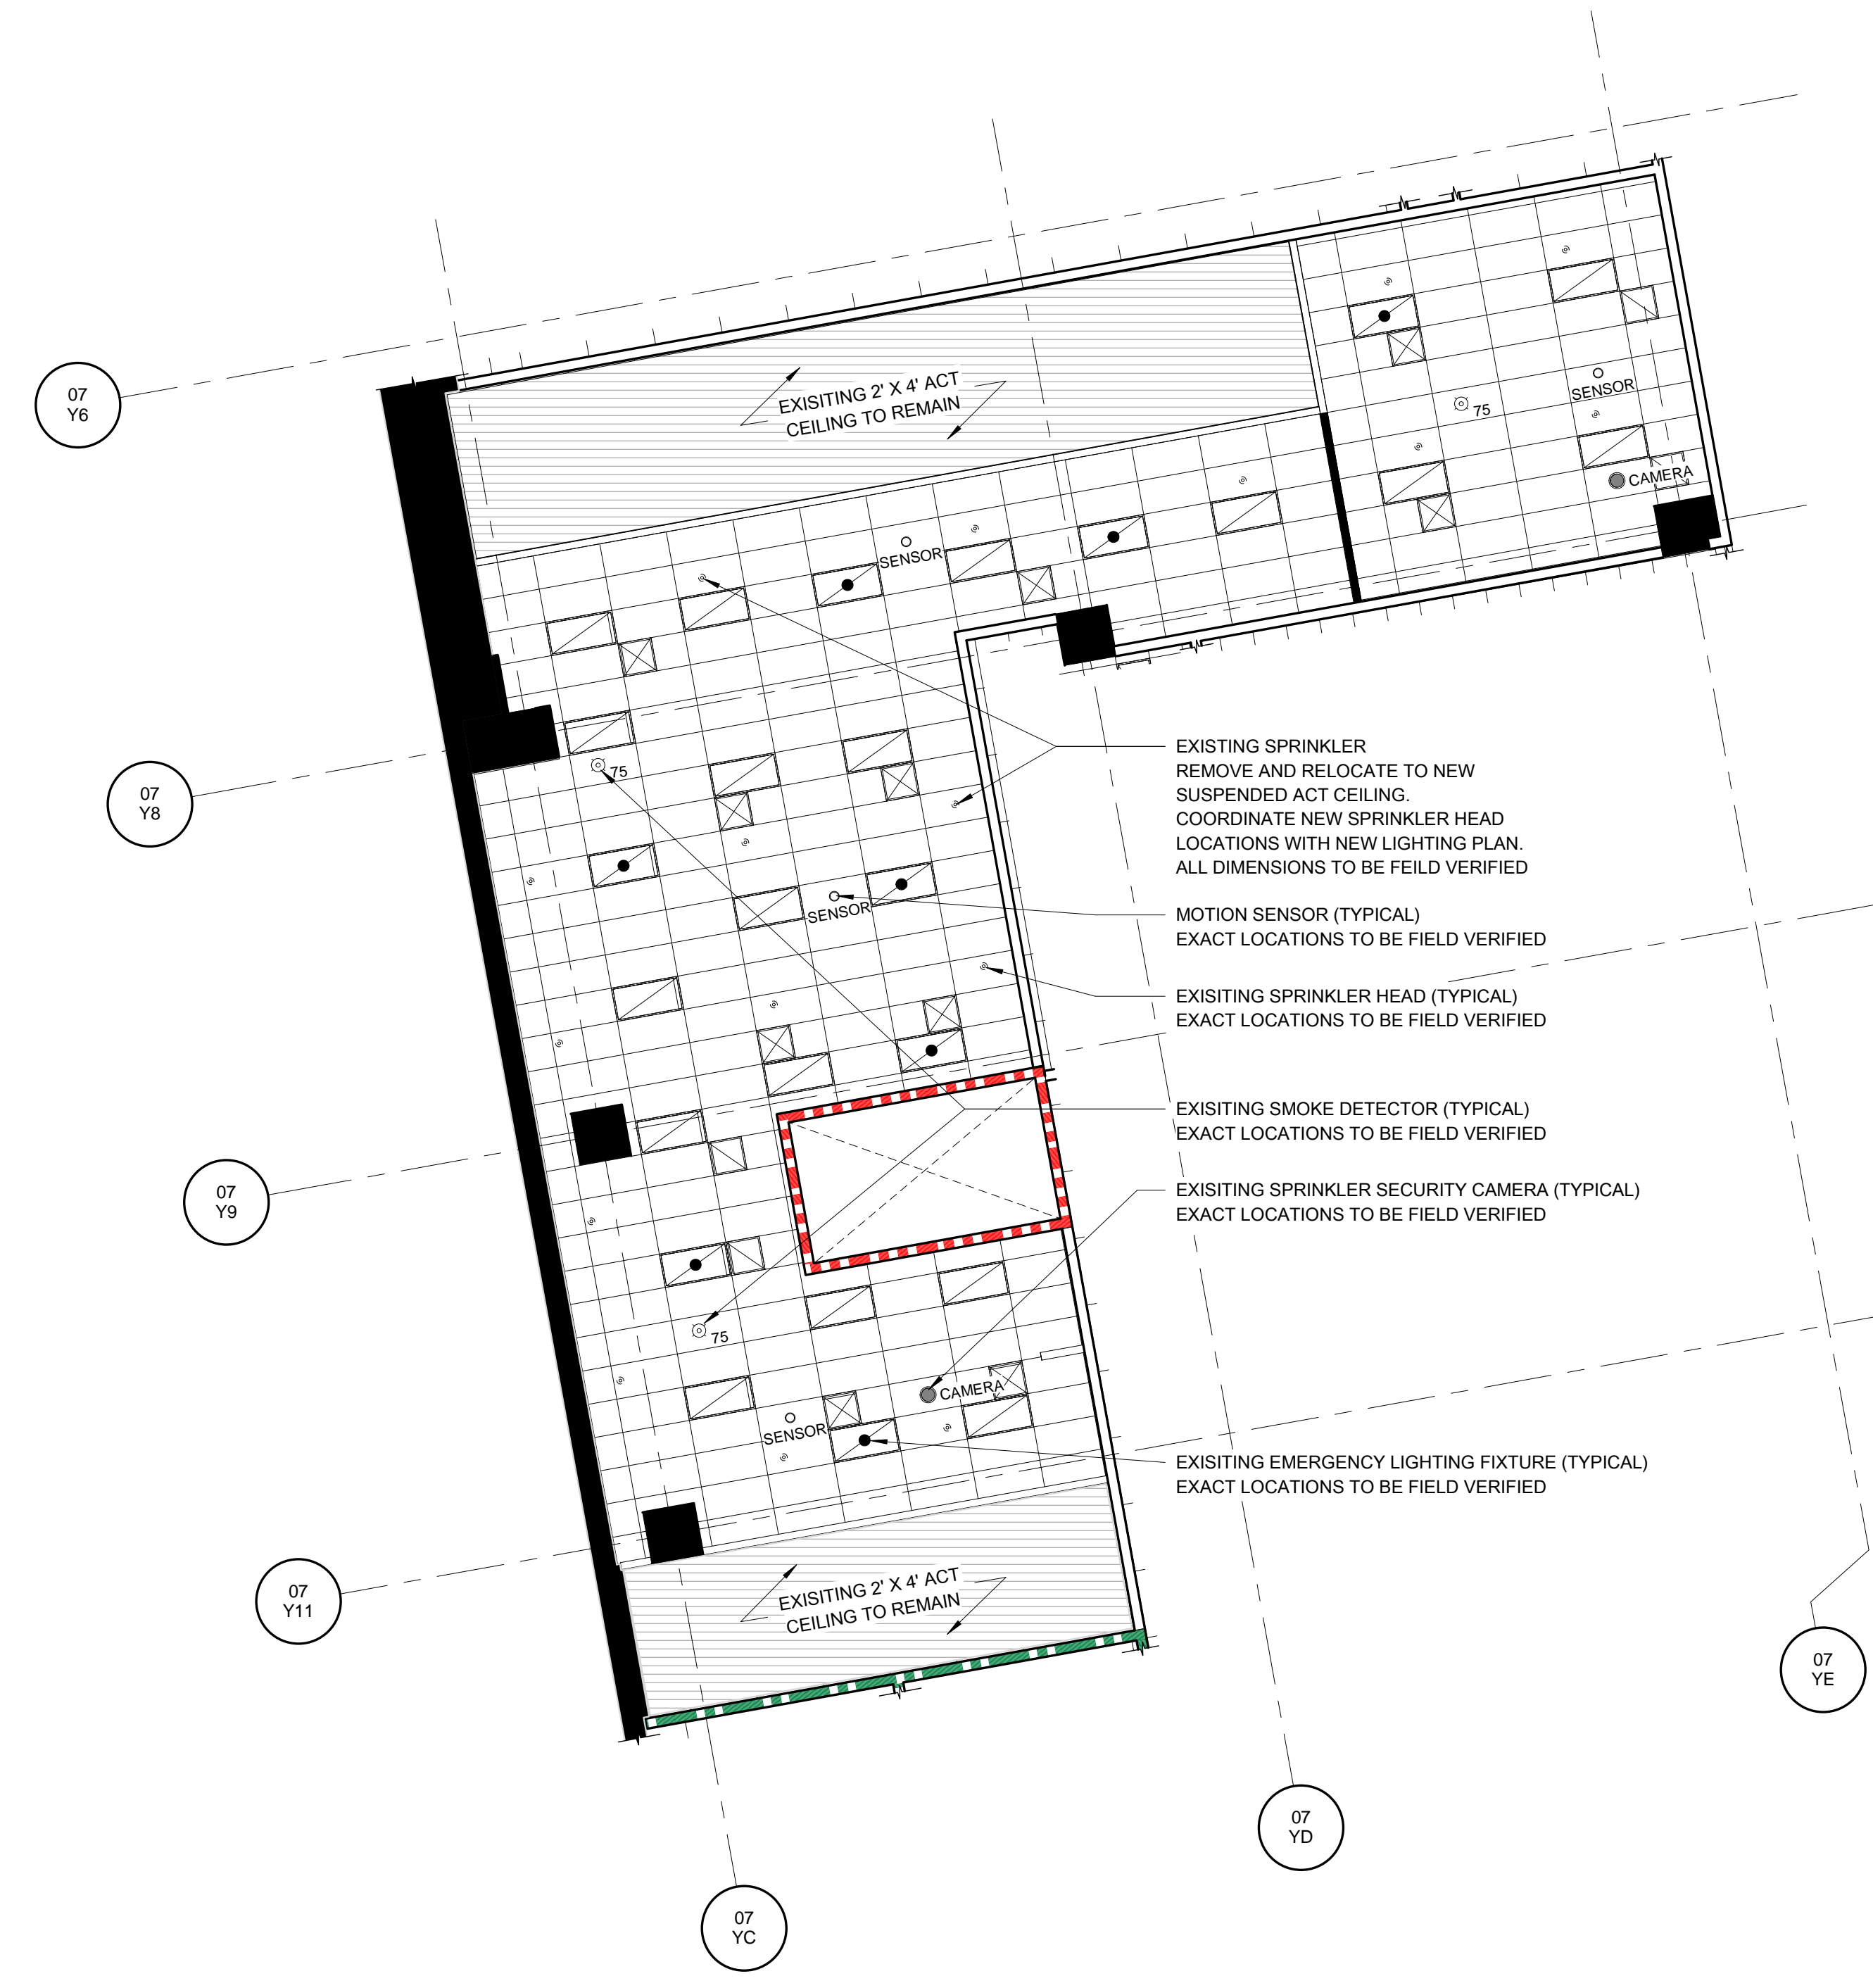 07
Y6
EXISITING 2' X 4' ACT
CEILING TO REMAIN
SENSOR
75
CAMERA
SENSOR
75
07
Y8
EXISTING SPRINKLER
REMOVE AND RELOCATE TO NEW
SUSPENDED ACT CEILING.
COORDINATE NEW SPRINKLER HEAD
LOCATIONS WITH NEW LIGHTING PLAN.
ALL DIMENSIONS TO BE FEILD VERIFIED
SENSOR
MOTION SENSOR (TYPICAL)
EXACT LOCATIONS TO BE FIELD VERIFIED
EXISITING SPRINKLER HEAD (TYPICAL)
EXACT LOCATIONS TO BE FIELD VERIFIED
EXISITING SMOKE DETECTOR (TYPICAL)
EXACT LOCATIONS TO BE FIELD VERIFIED
07
Y9
EXISITING SPRINKLER SECURITY CAMERA (TYPICAL)
EXACT LOCATIONS TO BE FIELD VERIFIED
75
CAMERA
SENSOR
EXISITING EMERGENCY LIGHTING FIXTURE (TYPICAL)
EXACT LOCATIONS TO BE FIELD VERIFIED
07
Y11
EXISITING 2' X 4' ACT
CEILING TO REMAIN
07
YE
07
YD
07
YC